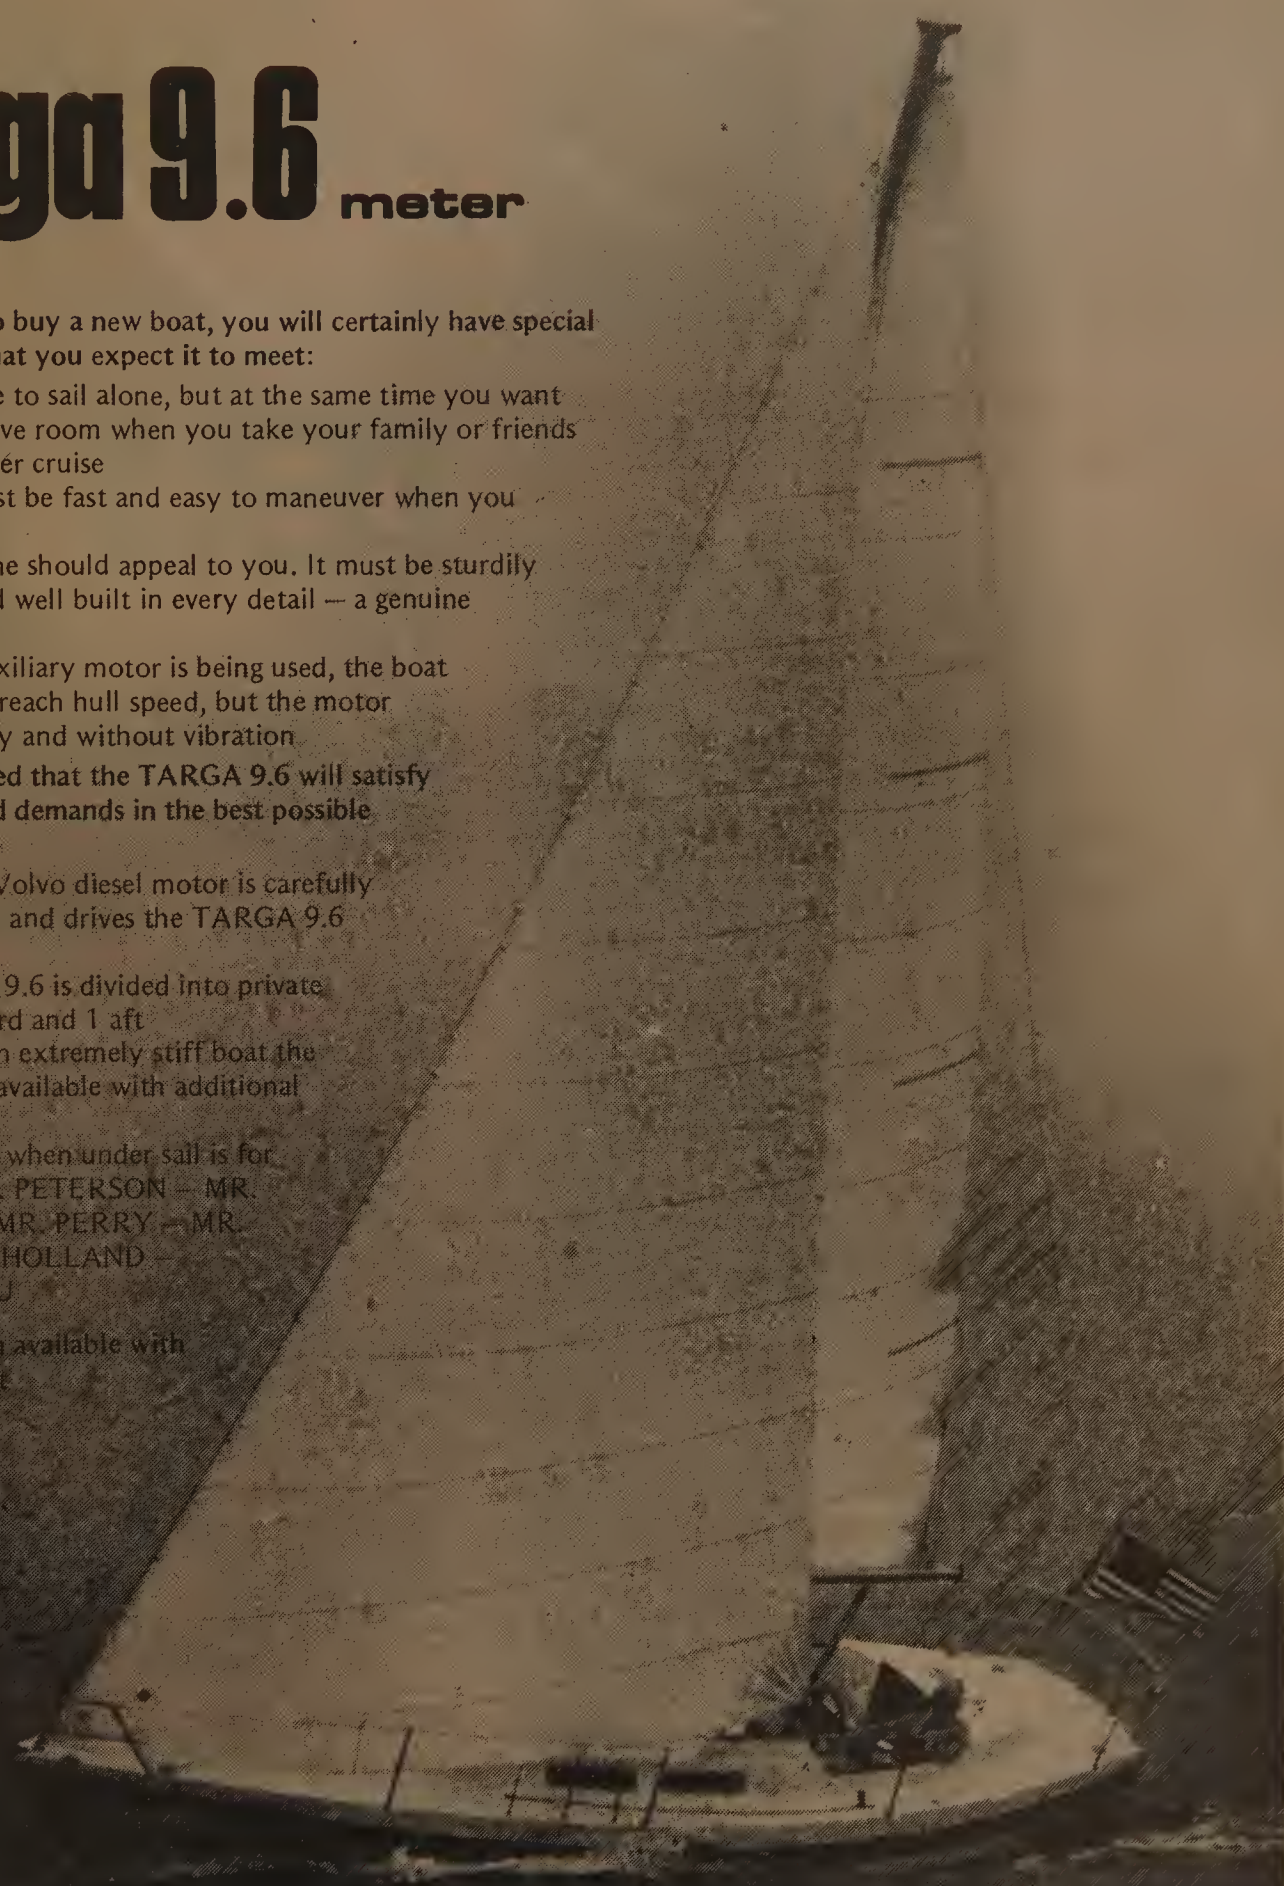 ga 9.6 meter
buy a new boat, you will certainly have special
at you expect it to meet:
to sail alone, but at the same time you want
ve room when you take your family or friends
er cruise
st be fast and easy to maneuver when you
ne should appeal to you. It must be sturdily
well built in every detail — a genuine
xiliary motor is being used, the boat
reach hull speed, but the motor
y and without vibration
ed that the TARGA 9.6 will satisfy
d demands in the best possible
Volvo diesel motor is carefully
and drives the TARGA 9.6
9.6 is divided into private
rd and 1 aft
n extremely stiff boat the
available with additional
when under sail is for
. PETERSON — MR.
MR. PERRY — MR.
HOLLAND —
U
available with
t